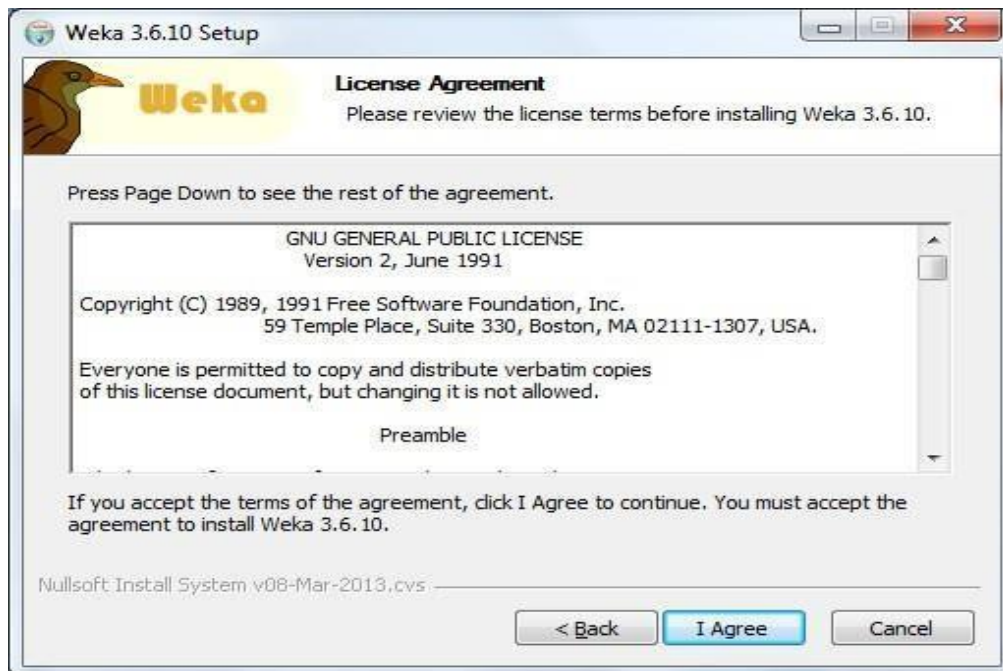 Weka 3.6.10 Setup
Weka
License Agreement
Please review the license terms before installing Weka 3.6.10.
Press Page Down to see the rest of the agreement.
GNU GENERAL PUBLIC LICENSE
Version 2, June 1991
Copyright (C) 1989, 1991 Free Software Foundation, Inc.
59 Temple Place, Suite 330, Boston, MA 02111-1307, USA.
Everyone is permitted to copy and distribute verbatim copies
of this license document, but changing it is not allowed.
Preamble
If you accept the terms of the agreement, click I Agree to continue. You must accept the
agreement to install Weka 3.6.10.
Nullsoft Install System v08-Mar-2013.cvs
< Back I Agree Cancel